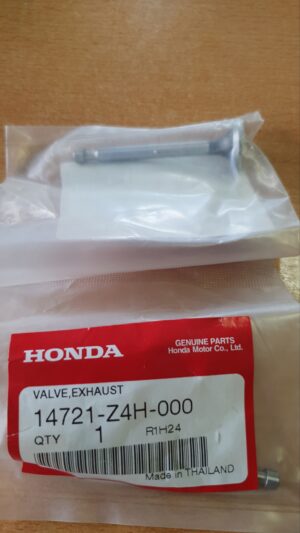 HONDA
GENUINE PARTS
Honda Motor Co., Ltd.
VALVE,EXHAUST
14721-Z4H-000
QTY 1 R1H24
Made in THAILAND